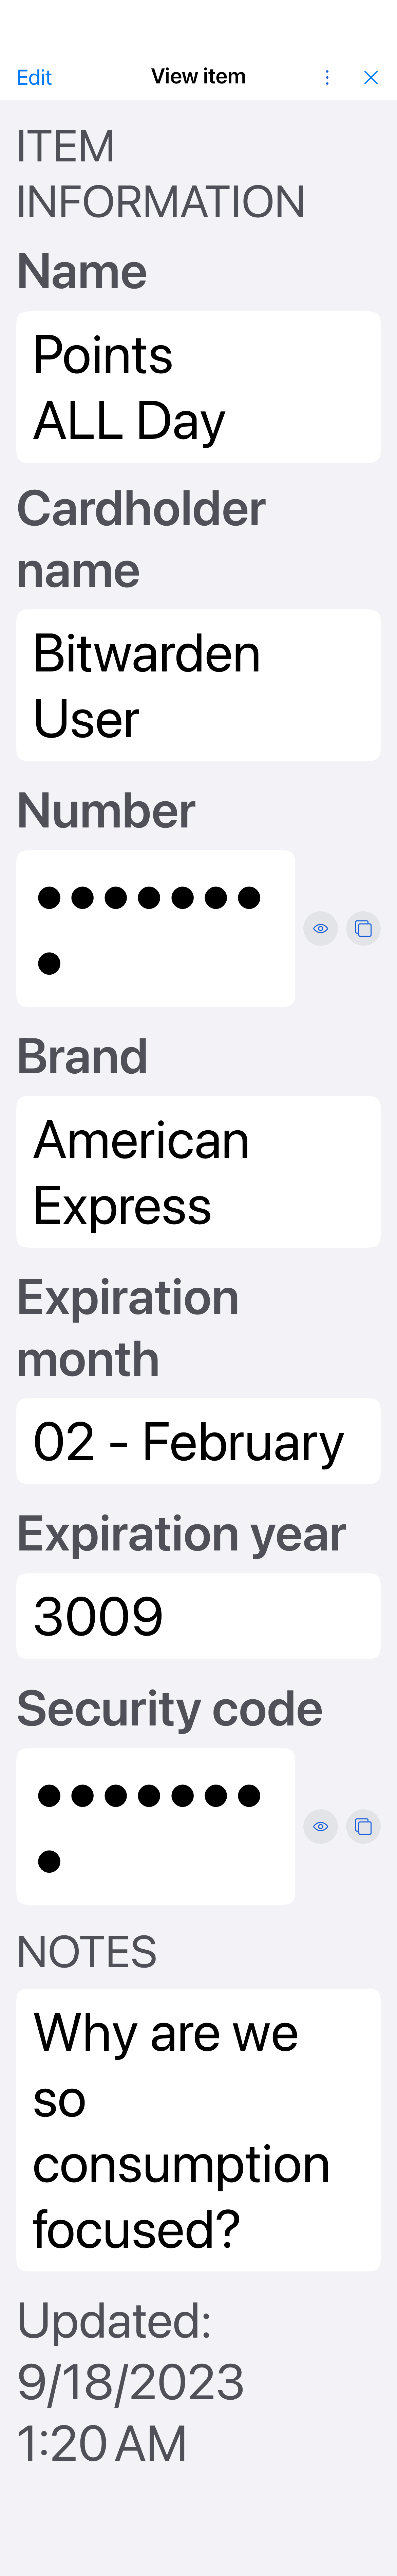 Edit View item
ITEM
INFORMATION
Name
Points
ALL Day
Cardholder
name
Bitwarden
User
Number
●●●●●●●
●
Brand
American
Express
Expiration
month
02 - February
Expiration year
3009
Security code
●●●●●●●
●
NOTES
Why are we
so
consumption
focused?
Updated:
9/18/2023
1:20 AM